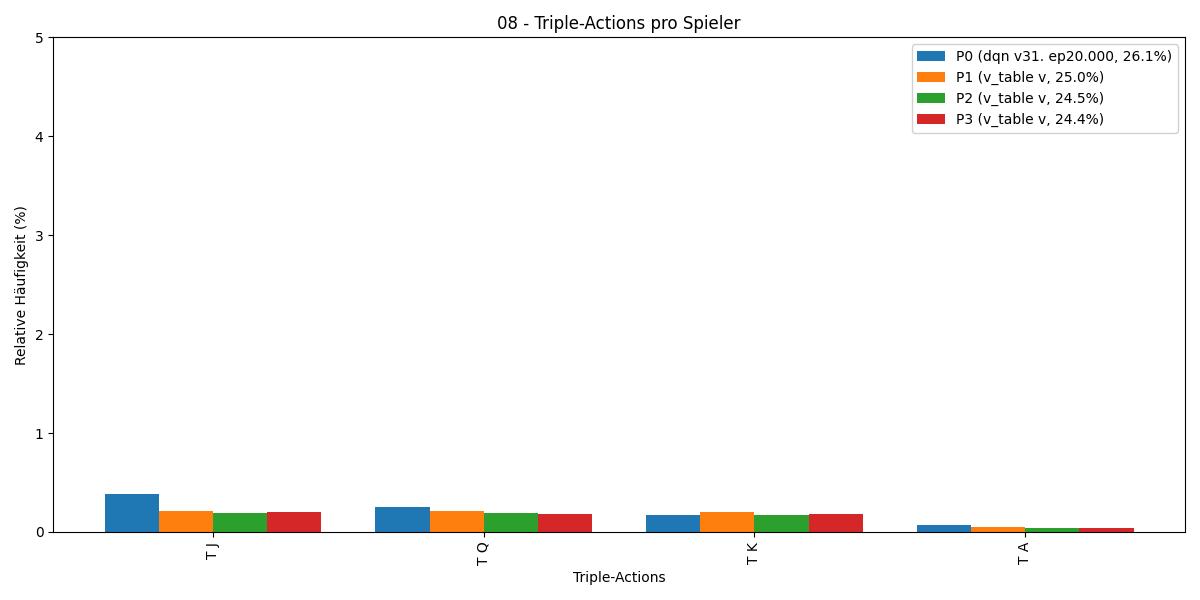 08 - Triple-Actions pro Spieler
P0 (dqn v31. ep20.000, 26.1%)
P1 (v_table v, 25.0%)
P2 (v_table v, 24.5%)
P3 (v_table v, 24.4%)
Relative Häufigkeit (%)
5
4
3
2
1
0
T J
T Q
T K
T A
Triple-Actions